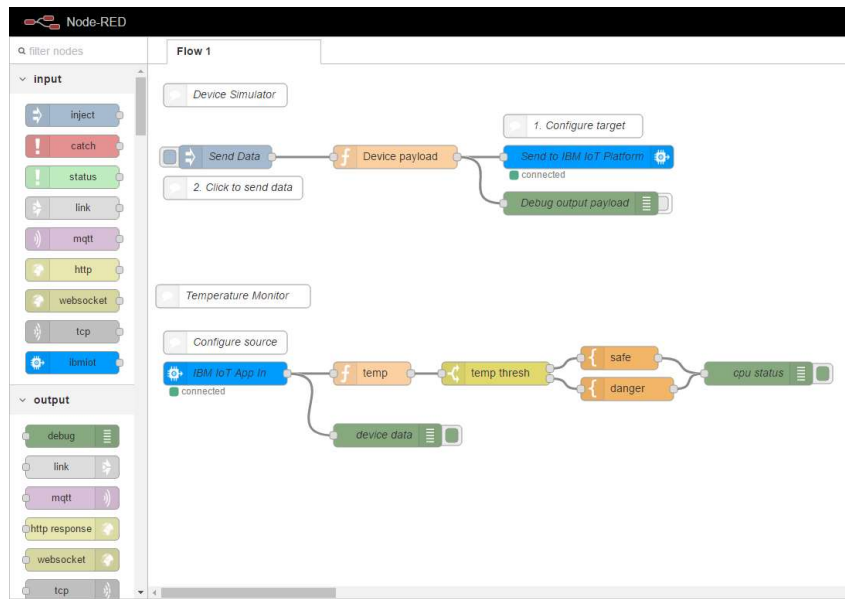 Node-RED
filter nodes
Flow 1
input
inject
catch
status
link
mqtt
http
websocket
tcp
ibmiot
output
debug
link
mqtt
http response
websocket
tcp
Device Simulator
1. Configure target
Send Data
Device payload
Send to IBM IoT Platform
connected
2. Click to send data
Debug output payload
Temperature Monitor
Configure source
IBM IoT App In
connected
temp
temp thresh
safe
danger
cpu status
device data